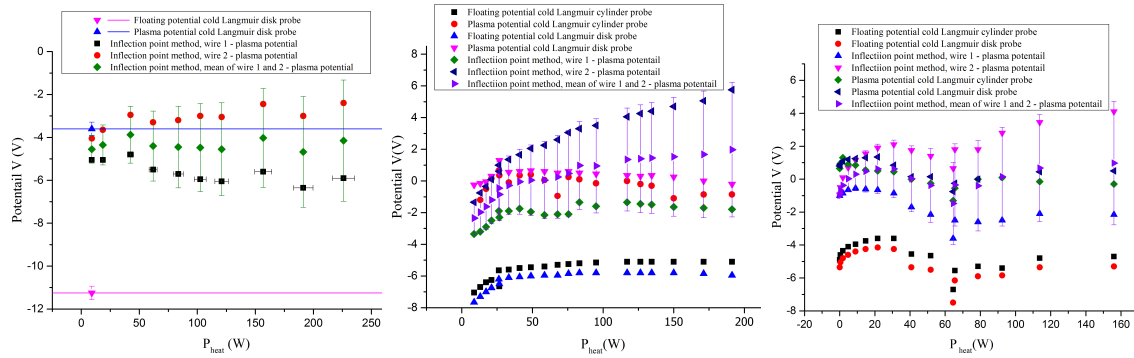 Floating potential cold Langmuir disk probe
Plasma potential cold Langmuir disk probe
Inflection point method, wire 1 - plasma potential
Inflection point method, wire 2 - plasma potential
Inflection point method, mean of wire 1 and 2 - plasma potential
Potentail V (V)
0
-2
-4
-6
-8
-10
-12
0
50
100
150
200
250
P heat (W)
Floating potential cold Langmuir cylinder probe
Plasma potential cold Langmuir cylinder probe
Floating potential cold Langmuir disk probe
Plasma potential cold Langmuir disk probe
Inflectiion point method, wire 1 - plasma potentail
Inflectiion point method, wire 2 - plasma potentail
Inflectiion point method, mean of wire 1 and 2 - plasma potentail
Potentail V(V)
8
6
4
2
0
-2
-4
-6
-8
0
50
100
150
200
P heat (W)
Floating potential cold Langmuir cylinder probe
Floating potential cold Langmuir disk probe
Inflectiion point method, wire 1 - plasma potentail
Inflectiion point method, wire 2 - plasma potentail
Plasma potential cold Langmuir cylinder probe
Plasma potential cold Langmuir disk probe
Inflectiion point method, mean of wire 1 and 2 - plasma potentail
Potentail V (V)
6
4
2
0
-2
-4
-6
-8
-20
0
20
40
60
80
100
120
140
160
P heat (W)